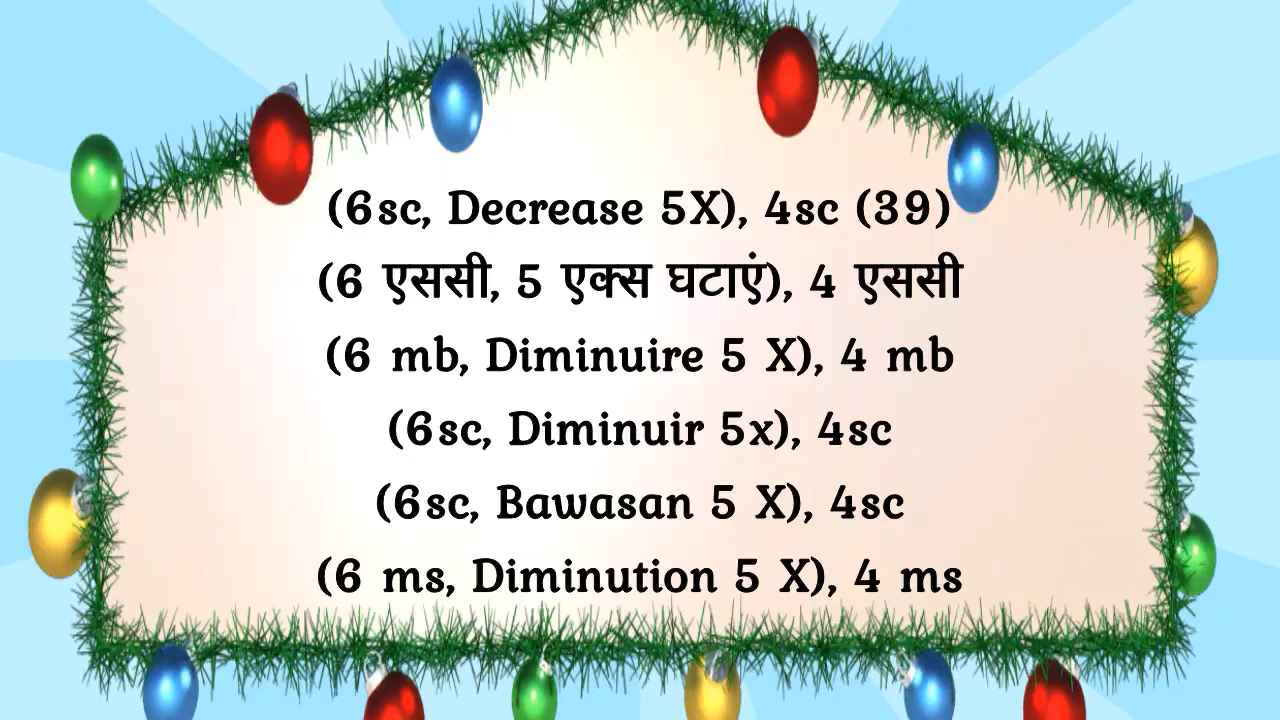 (6sc, Decrease 5X), 4sc (39)
(6 एससी, 5 एक्स घटाएं), 4 एससी
(6 mb, Diminuire 5 X), 4 mb
(6sc, Diminuir 5x), 4sc
(6sc, Bawasan 5 X), 4sc
(6 ms, Diminution 5 X), 4 ms